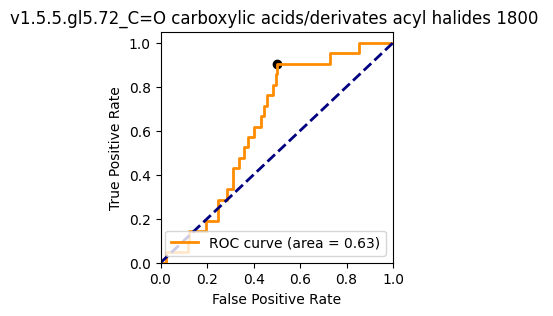 v1.5.5.gl5.72_C=O carboxylic acids/derivates acyl halides 1800
1.0
0.8
0.6
0.4
0.2
0.0
True Positive Rate
ROC curve (area = 0.63)
0.0 0.2 0.4 0.6 0.8 1.0
False Positive Rate